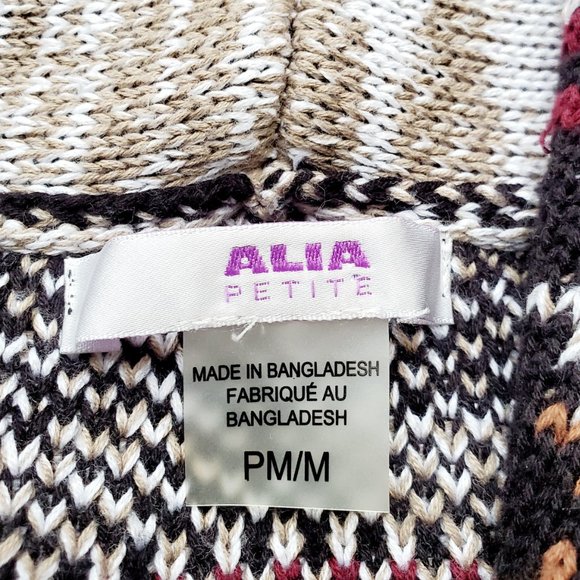 ALIA
PETITE
MADE IN BANGLADESH
FABRIQUÉ AU
BANGLADESH
PM/M